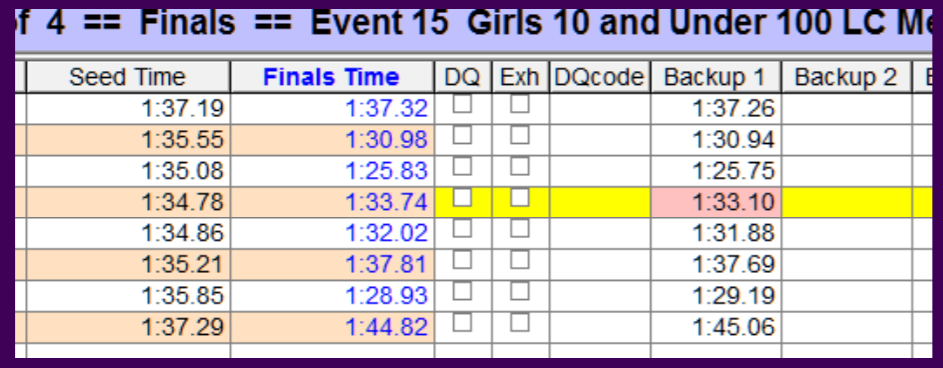 of 4 == Finals == Event 15 Girls 10 and Under 100 LC Me
Seed Time Finals Time DQ Exh DQcode Backup 1 Backup 2
1:37.19 1:37.32 1:37.26
1:35.55 1:30.98 1:30.94
1:35.08 1:25.83 1:25.75
1:34.78 1:33.74 1:33.10
1:34.86 1:32.02 1:31.88
1:35.21 1:37.81 1:37.69
1:35.85 1:28.93 1:29.19
1:37.29 1:44.82 1:45.06